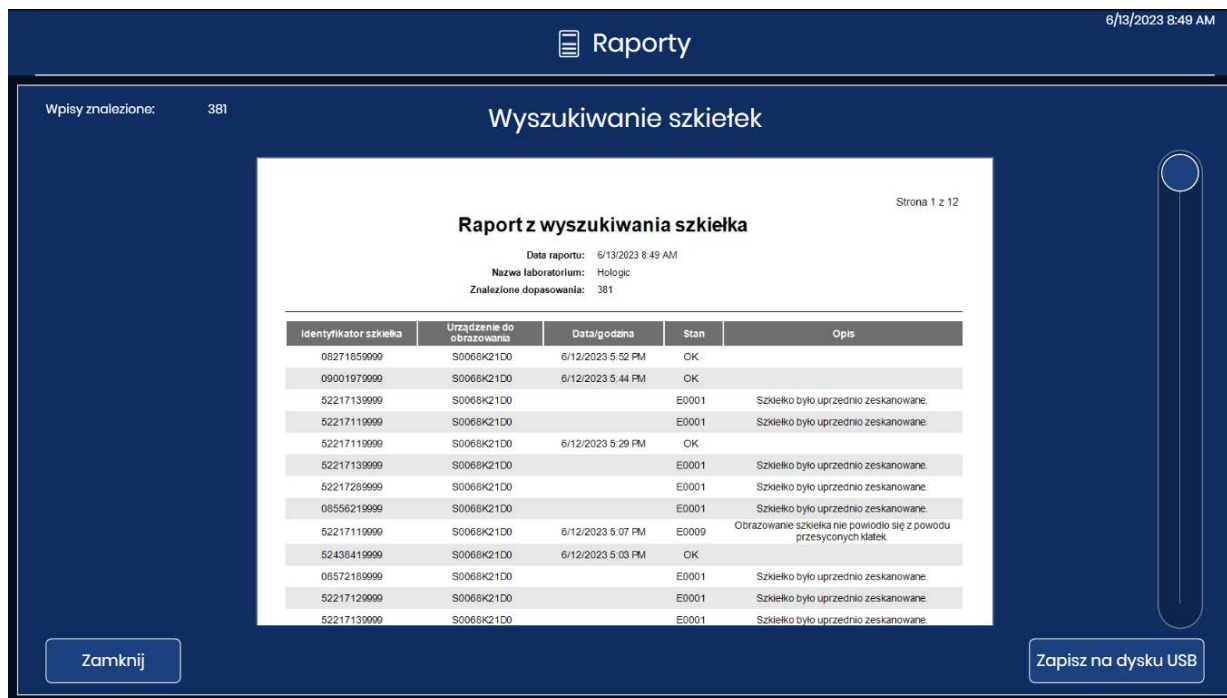 6/13/2023 8:49 AM
Raporty
Wpisy znalezione: 381
Wyszukiwanie szkiełek
Strona 1 z 12
Raport z wyszukiwania szkiełka
Data raportu: 6/13/2023 8:49 AM
Nazwa laboratorium: Hologic
Znalezione dopasowania: 381
Identyfikator szkiełka Urządzenie do obrazowania Data/godzina Stan Opis
08271859999 S0068K21D0 6/12/2023 5:52 PM OK
09001979999 S0068K21D0 6/12/2023 5:44 PM OK
52217139999 S0068K21D0 E0001 Szkiełko było uprzednio zeskanowane.
52217119999 S0068K21D0 E0001 Szkiełko było uprzednio zeskanowane.
52217119999 S0068K21D0 6/12/2023 5:29 PM OK
52217139999 S0068K21D0 E0001 Szkiełko było uprzednio zeskanowane.
52217289999 S0068K21D0 E0001 Szkiełko było uprzednio zeskanowane.
08556219999 S0068K21D0 E0001 Szkiełko było uprzednio zeskanowane.
52217119999 S0068K21D0 6/12/2023 5:07 PM E0009 Obrazowanie szkiełka nie powiodło się z powodu przesyconych klatek.
52438419999 S0068K21D0 6/12/2023 5:03 PM OK
08572189999 S0068K21D0 E0001 Szkiełko było uprzednio zeskanowane.
52217129999 S0068K21D0 E0001 Szkiełko było uprzednio zeskanowane.
52217139999 S0068K21D0 E0001 Szkiełko było uprzednio zeskanowane.
Zamknij
Zapisz na dysku USB